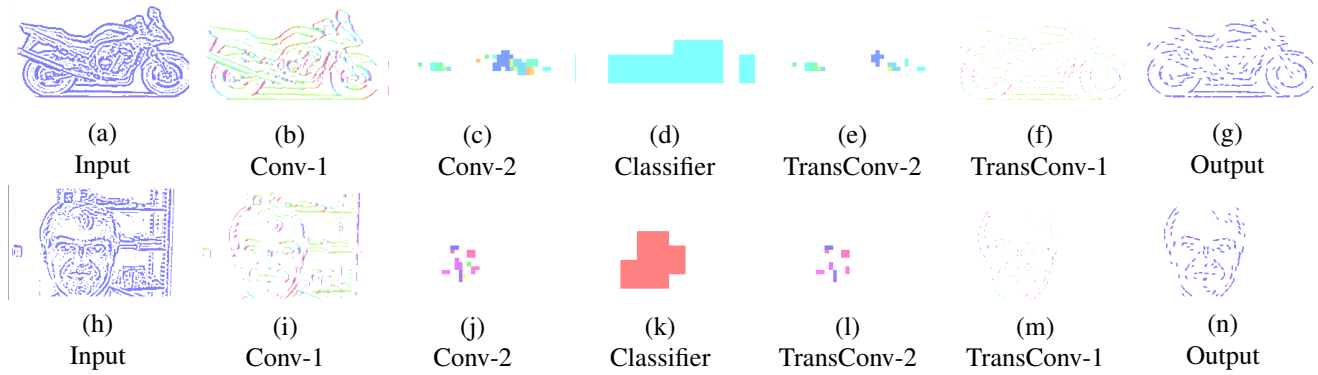 (a) (b) (c) (d) (e) (f) (g)
Input Conv-1 Conv-2 Classifier TransConv-2 TransConv-1 Output
(h) (i) (j) (k) (l) (m) (n)
Input Conv-1 Conv-2 Classifier TransConv-2 TransConv-1 Output